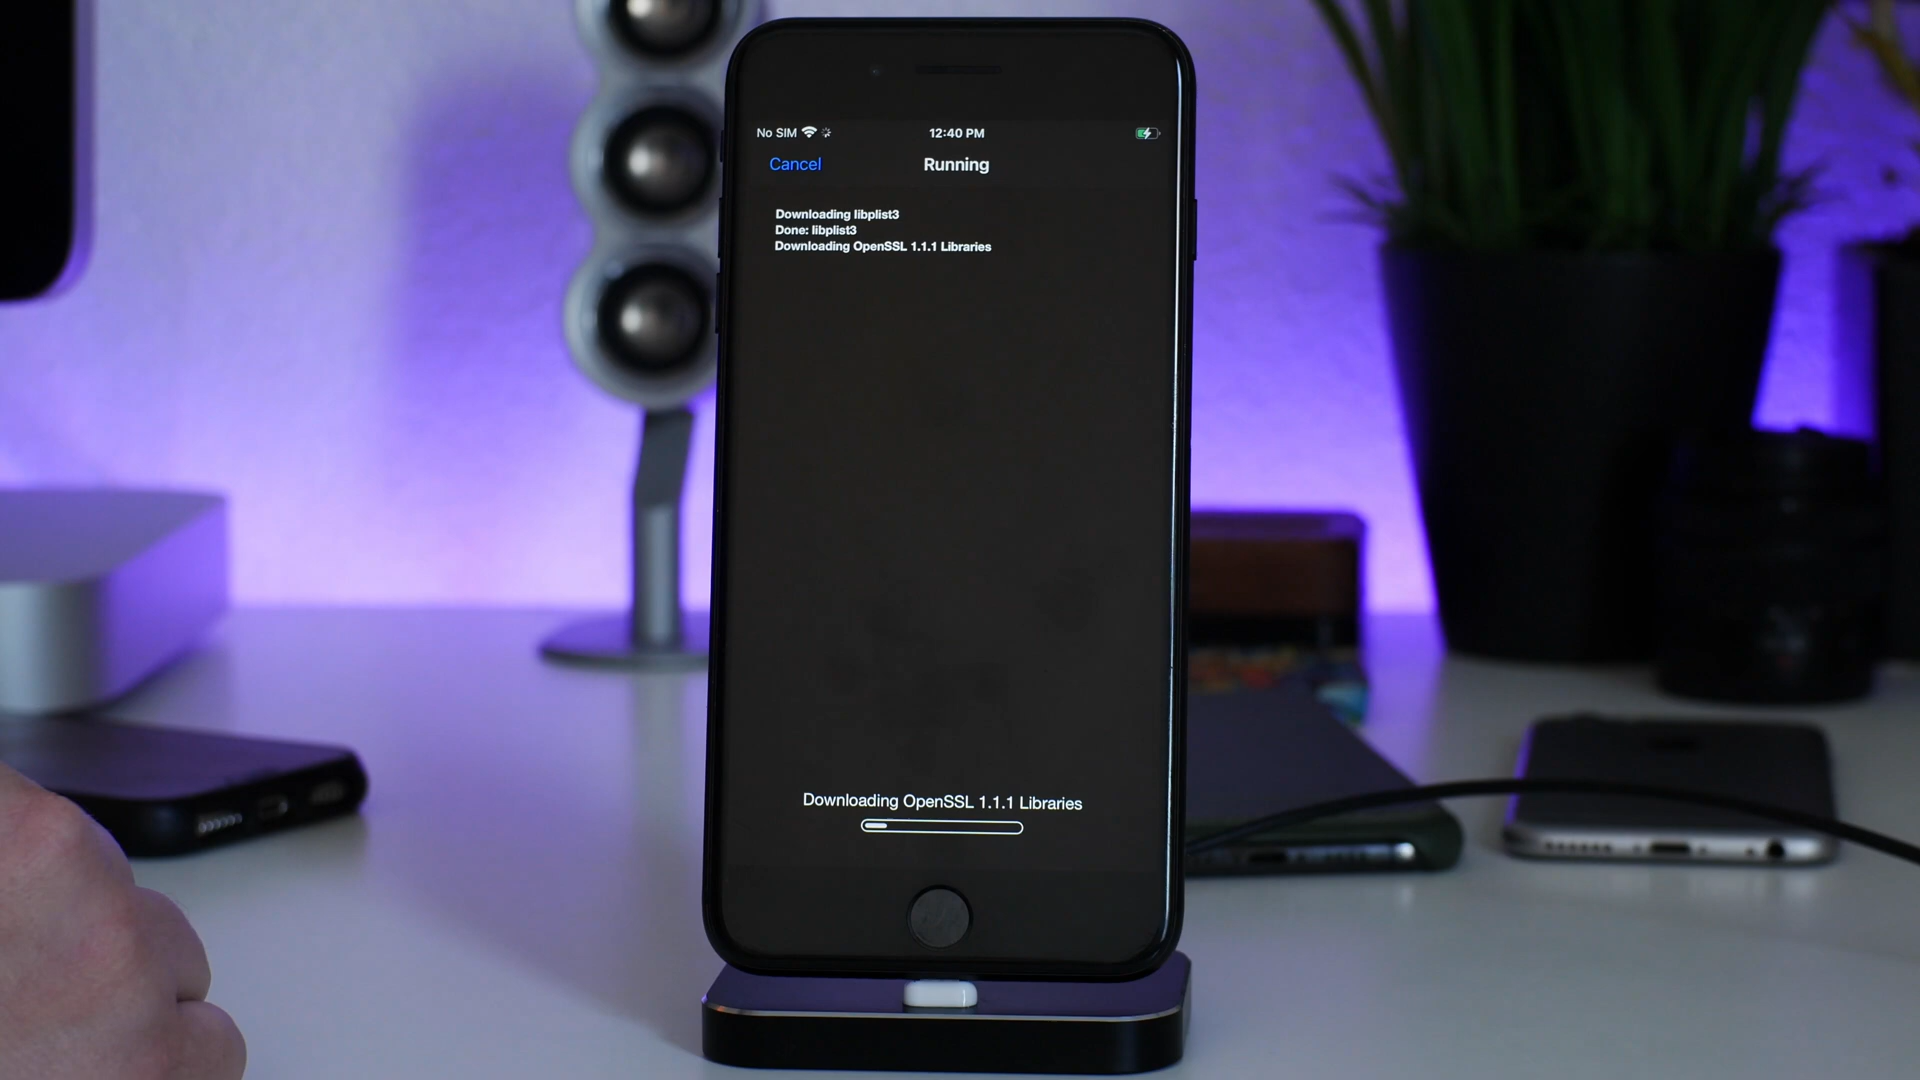 No SIM 12:40 PM
Cancel Running
Downloading libplist3
Done: libplist3
Downloading OpenSSL 1.1.1 Libraries
Downloading OpenSSL 1.1.1 Libraries